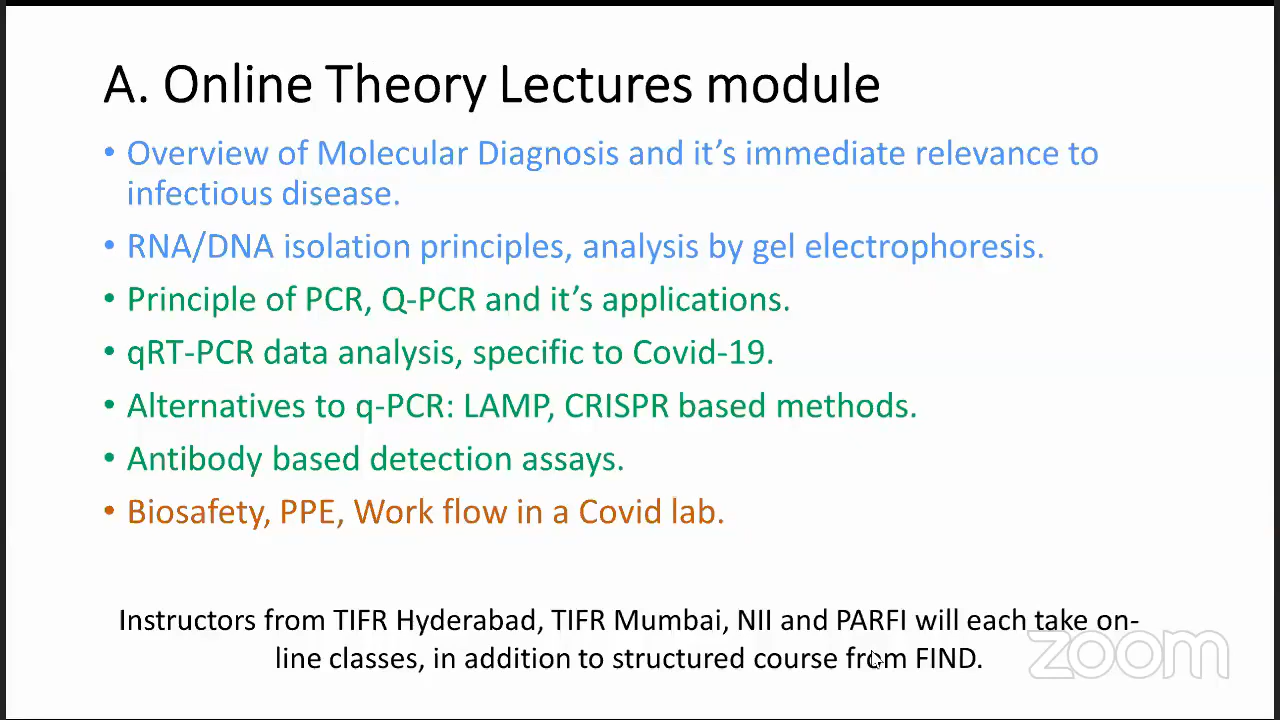 A. Online Theory Lectures module
• Overview of Molecular Diagnosis and it’s immediate relevance to
infectious disease.
• RNA/DNA isolation principles, analysis by gel electrophoresis.
• Principle of PCR, Q-PCR and it’s applications.
• qRT-PCR data analysis, specific to Covid-19.
• Alternatives to q-PCR: LAMP, CRISPR based methods.
• Antibody based detection assays.
• Biosafety, PPE, Work flow in a Covid lab.
Instructors from TIFR Hyderabad, TIFR Mumbai, NII and PARFI will each take on-
line classes, in addition to structured course from FIND.
zoom